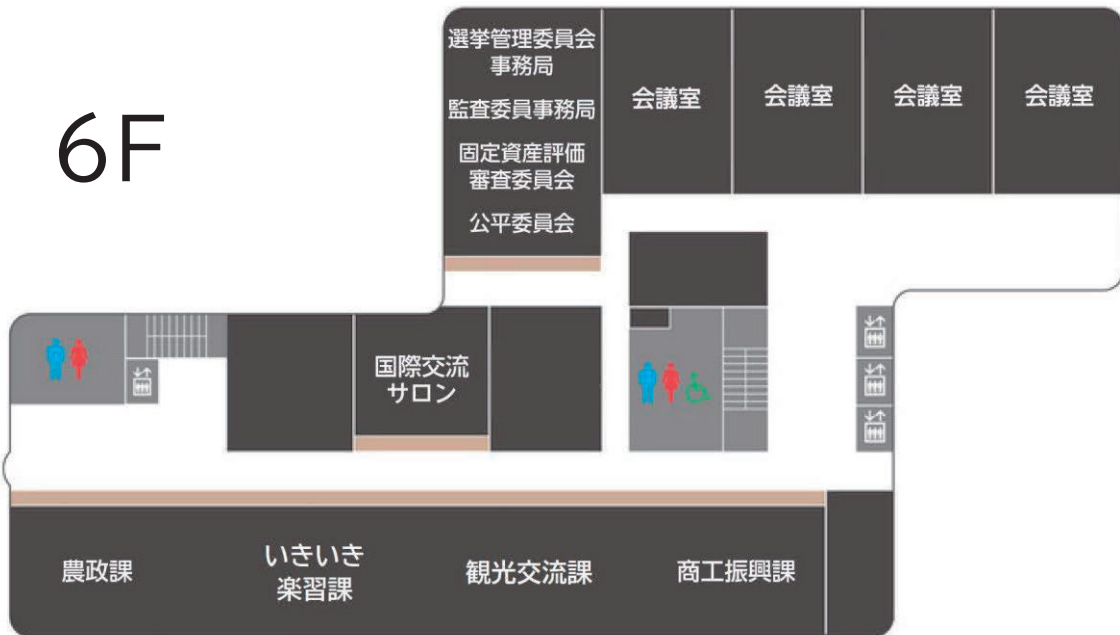 6F
選挙管理委員会
事務局
監査委員事務局
固定資産評価
審査委員会
公平委員会
会議室
会議室
会議室
会議室
国際交流
サロン
農政課
いきいき
楽習課
観光交流課
商工振興課